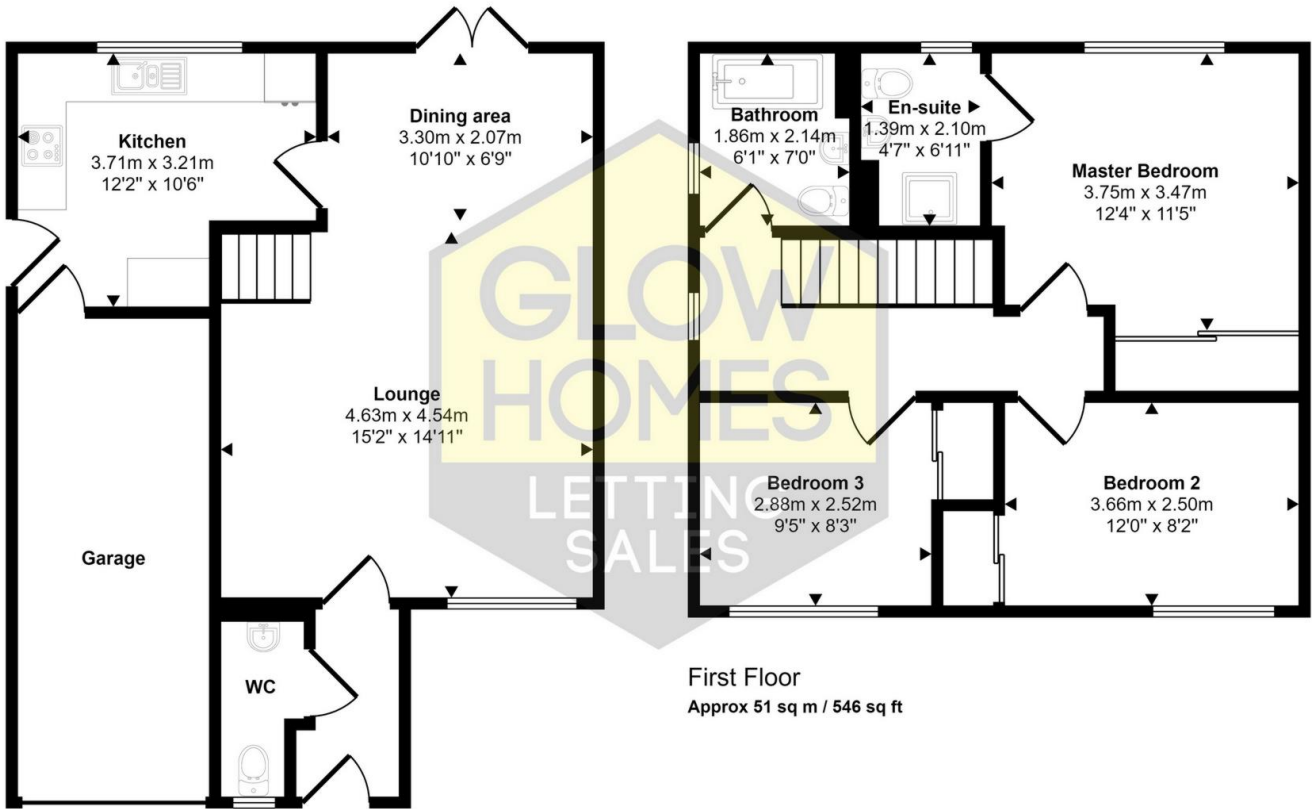 Kitchen
3.71m x 3.21m
12'2" x 10'6"
Dining area
3.30m x 2.07m
10'10" x 6'9"
Lounge
4.63m x 4.54m
15'2" x 14'11"
Garage
WC
Bathroom
1.86m x 2.14m
6'1" x 7'0"
En-suite
1.39m x 2.10m
4'7" x 6'11"
Master Bedroom
3.75m x 3.47m
12'4" x 11'5"
Bedroom 3
2.88m x 2.52m
9'5" x 8'3"
Bedroom 2
3.66m x 2.50m
12'0" x 8'2"
GLOW
HOMES
LETTING
SALES
First Floor
Approx 51 sq m / 546 sq ft